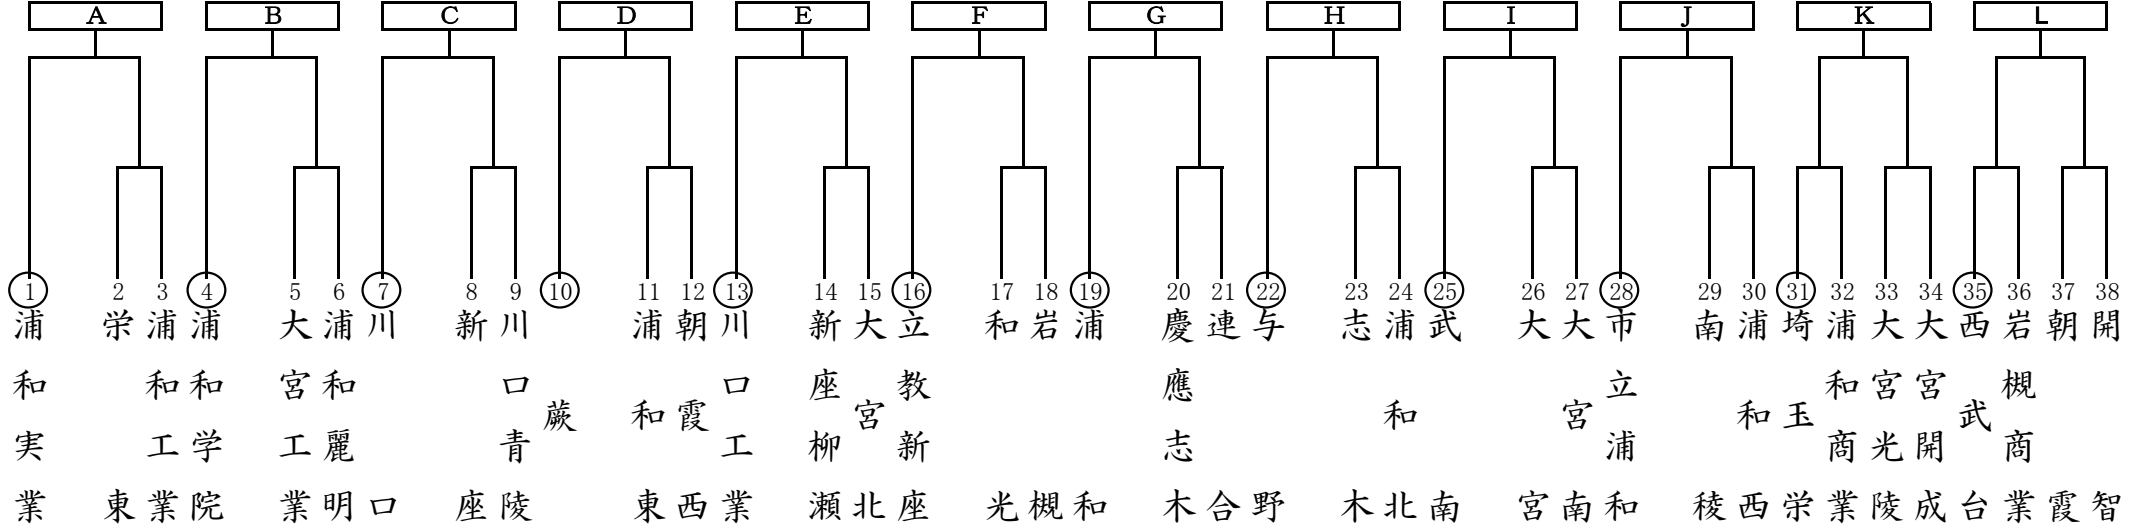 A B C D E F G H I J K L
1 浦和実業
2 栄東
3 浦和工業
4 浦和学院
5 大宮工業
6 浦和麗明
7 川口
8 新座
9 川口青陵
10 蕨
11 浦和東
12 朝霞西
13 川口工業
14 新座柳瀬
15 大宮北
16 立教新座
17 和光
18 岩槻
19 浦和
20 慶應志木
21 連合
22 与野
23 志木
24 浦和北
25 武南
26 大宮
27 大宮南
28 市立浦和
29 南稜
30 浦和西
31 埼玉栄
32 浦和商業
33 大宮光陵
34 大宮開成
35 西武台
36 岩槻商業
37 朝霞
38 開智